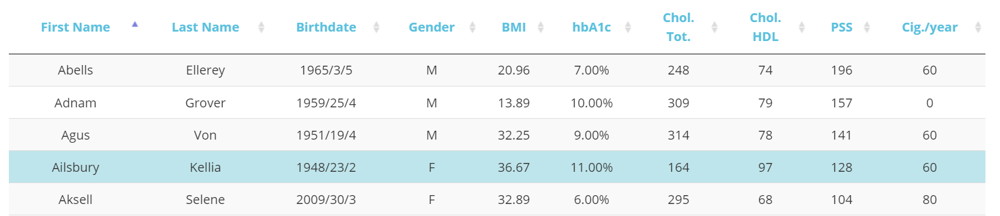 First Name Last Name Birthdate Gender BMI hbA1c Chol. Tot. Chol. HDL PSS Cig./year
Abells Ellerey 1965/3/5 M 20.96 7.00% 248 74 196 60
Adnam Grover 1959/25/4 M 13.89 10.00% 309 79 157 0
Agus Von 1951/19/4 M 32.25 9.00% 314 78 141 60
Ailsbury Kellia 1948/23/2 F 36.67 11.00% 164 97 128 60
Aksell Selene 2009/30/3 F 32.89 6.00% 295 68 104 80